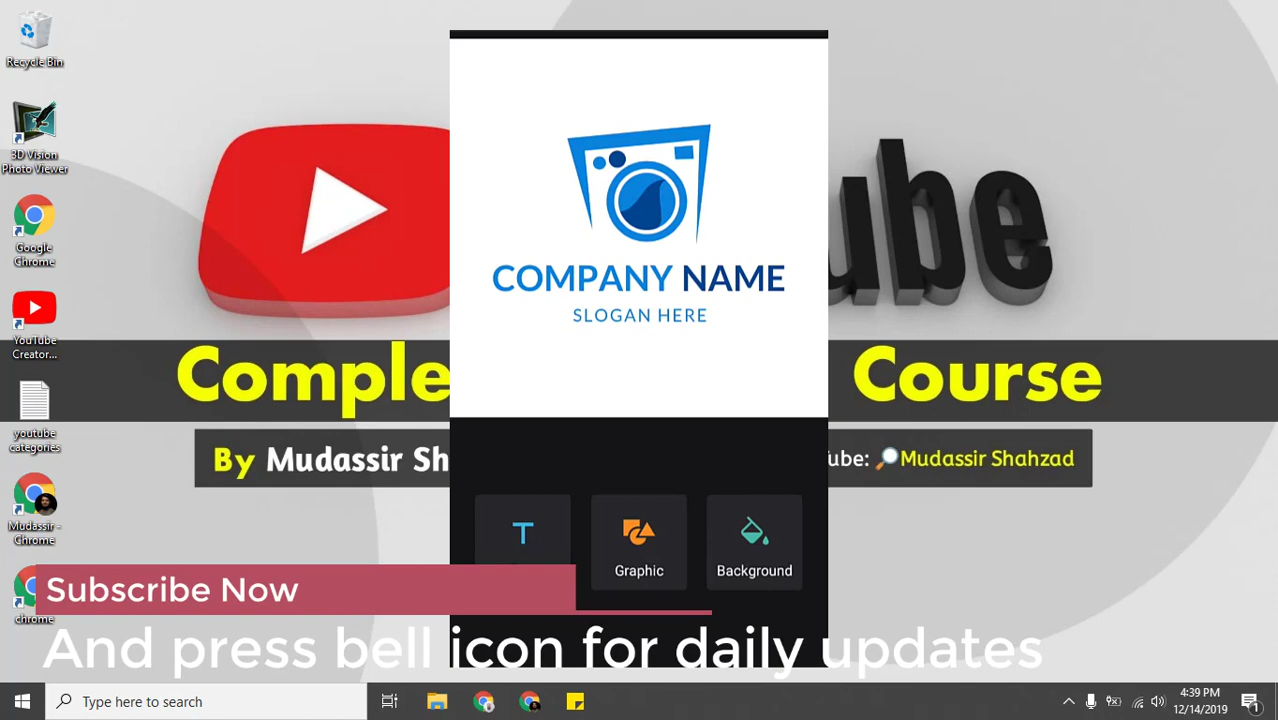 Recycle Bin
3D Vision
Photo Viewer
Google
Chrome
YouTube
Creator...
youtube
categories
Mudassir -
Chrome
chrome
COMPANY NAME
SLOGAN HERE
ube
Comple
Course
By Mudassir Sh
Tube: 🔎Mudassir Shahzad
T
Graphic
Background
Subscribe Now
And press bell icon for daily updates
Type here to search
4:39 PM
12/14/2019
1